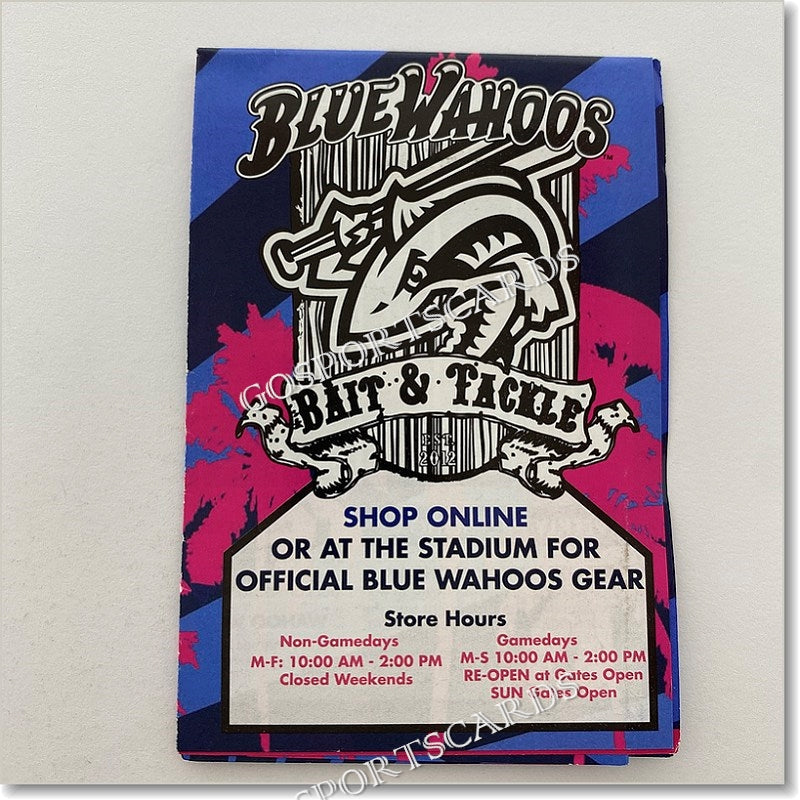 BLUE WAHOOS
TM
BAIT & TACKLE
EST.
2012
SHOP ONLINE
OR AT THE STADIUM FOR
OFFICIAL BLUE WAHOOS GEAR
Store Hours
Non-Gamedays
M-F: 10:00 AM - 2:00 PM
Closed Weekends
Gamedays
M-S 10:00 AM - 2:00 PM
RE-OPEN at Gates Open
SUN Gates Open
GOSPORTSCARDS
OSPORTSCARDS